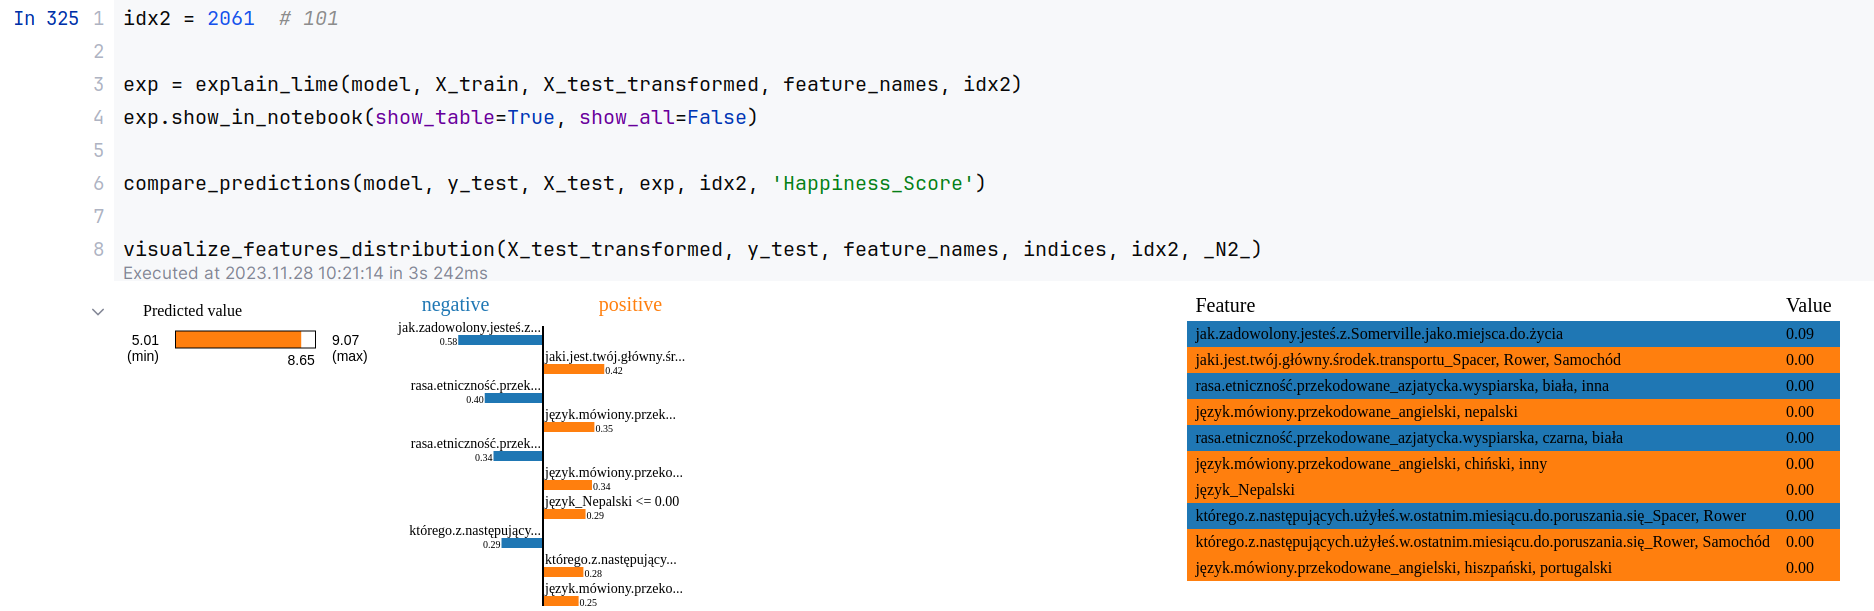 In 325
1 idx2 = 2061  # 101
2
3 exp = explain_lime(model, X_train, X_test_transformed, feature_names, idx2)
4 exp.show_in_notebook(show_table=True, show_all=False)
5
6 compare_predictions(model, y_test, X_test, exp, idx2, 'Happiness_Score')
7
8 visualize_features_distribution(X_test_transformed, y_test, feature_names, indices, idx2, _N2_)
Executed at 2023.11.28 10:21:14 in 3s 242ms
Predicted value
5.01
(min)
8.65
9.07
(max)
negative positive
jak.zadowolony.jesteś.z...
0.58
jaki.jest.twój.główny.śr...
0.42
rasa.etniczność.przek...
0.40
język.mówiony.przek...
0.35
rasa.etniczność.przek...
0.34
język.mówiony.przeko...
0.34
język_Nepalski <= 0.00
0.29
którego.z.następujący...
0.29
którego.z.następujący...
0.28
język.mówiony.przeko...
0.25
Feature Value
jak.zadowolony.jesteś.z.Somerville.jako.miejsca.do.życia 0.09
jaki.jest.twój.główny.środek.transportu_Spacer, Rower, Samochód 0.00
rasa.etniczność.przekodowane_azjatycka.wyspiarska, biała, inna 0.00
język.mówiony.przekodowane_angielski, nepalski 0.00
rasa.etniczność.przekodowane_azjatycka.wyspiarska, czarna, biała 0.00
język.mówiony.przekodowane_angielski, chiński, inny 0.00
język_Nepalski 0.00
którego.z.następujących.użyłeś.w.ostatnim.miesiącu.do.poruszania.się_Spacer, Rower 0.00
którego.z.następujących.użyłeś.w.ostatnim.miesiącu.do.poruszania.się_Rower, Samochód 0.00
język.mówiony.przekodowane_angielski, hiszpański, portugalski 0.00